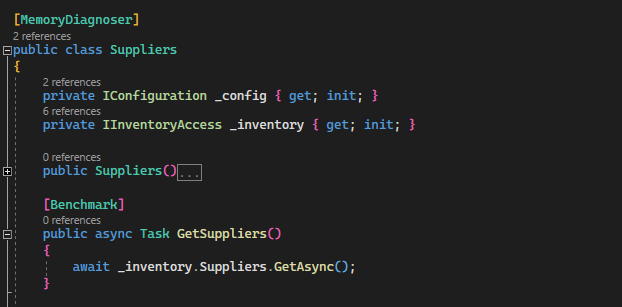 [MemoryDiagnoser]
2 references
public class Suppliers
{
2 references
private IConfiguration _config { get; init; }
6 references
private IInventoryAccess _inventory { get; init; }
0 references
public Suppliers()...
[Benchmark]
0 references
public async Task GetSuppliers()
{
await _inventory.Suppliers.GetAsync();
}